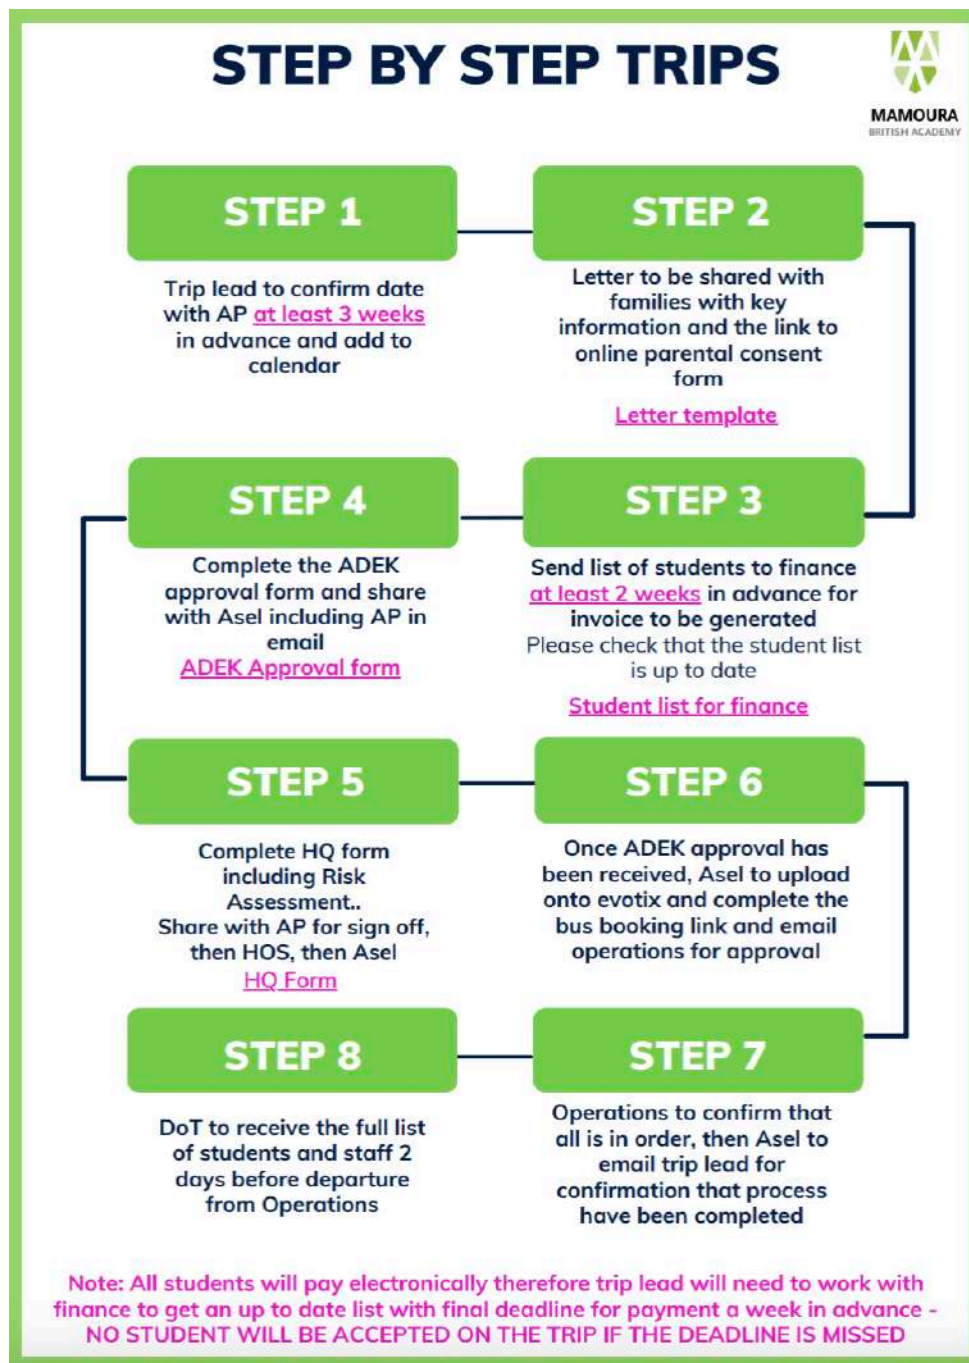 STEP BY STEP TRIPS
MAMOURA
BRITISH ACADEMY
STEP 1
Trip lead to confirm date
with AP at least 3 weeks
in advance and add to
calendar
STEP 2
Letter to be shared with
families with key
information and the link to
online parental consent
form
Letter template
STEP 3
Send list of students to finance
at least 2 weeks in advance for
invoice to be generated
Please check that the student list
is up to date
Student list for finance
STEP 4
Complete the ADEK
approval form and share
with Asel including AP in
email
ADEK Approval form
STEP 5
Complete HQ form
including Risk
Assessment..
Share with AP for sign off,
then HOS, then Asel
HQ Form
STEP 6
Once ADEK approval has
been received, Asel to upload
onto evotix and complete the
bus booking link and email
operations for approval
STEP 7
Operations to confirm that
all is in order, then Asel to
email trip lead for
confirmation that process
have been completed
STEP 8
DoT to receive the full list
of students and staff 2
days before departure
from Operations
Note: All students will pay electronically therefore trip lead will need to work with
finance to get an up to date list with final deadline for payment a week in advance -
NO STUDENT WILL BE ACCEPTED ON THE TRIP IF THE DEADLINE IS MISSED